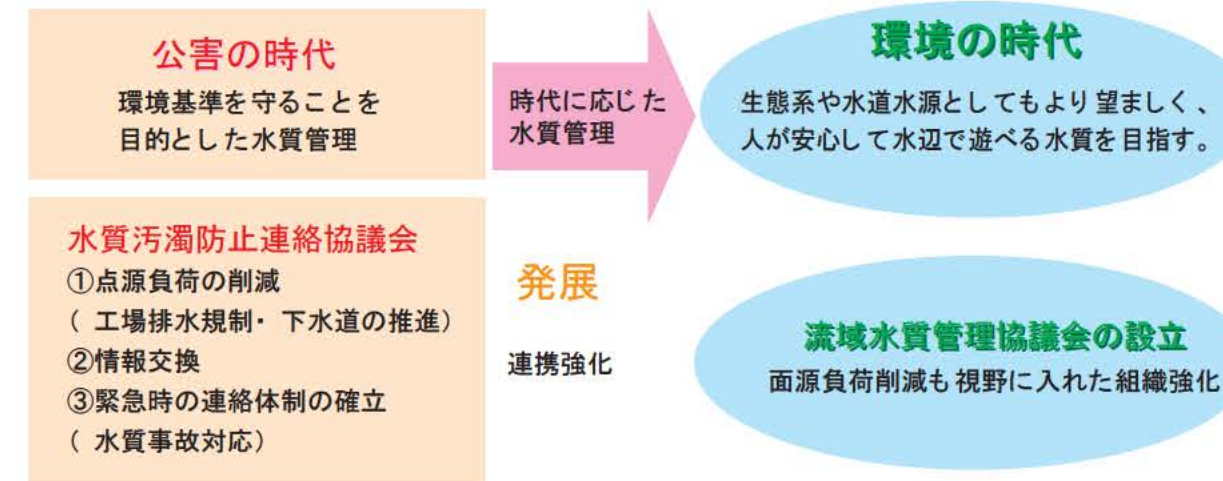 公害の時代
環境基準を守ることを
目的とした水質管理
時代に応じた
水質管理
環境の時代
生態系や水道水源としてもより望ましく、
人が安心して水辺で遊べる水質を目指す。
水質汚濁防止連絡協議会
①点源負荷の削減
( 工場排水規制・ 下水道の推進)
②情報交換
③緊急時の連絡体制の確立
( 水質事故対応)
発展
連携強化
流域水質管理協議会の設立
面源負荷削減も視野に入れた組織強化